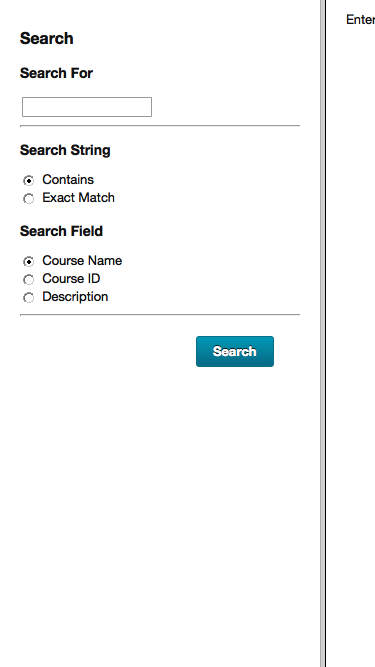 Search
Search For
Search String
Contains
Exact Match
Search Field
Course Name
Course ID
Description
Search
Enter